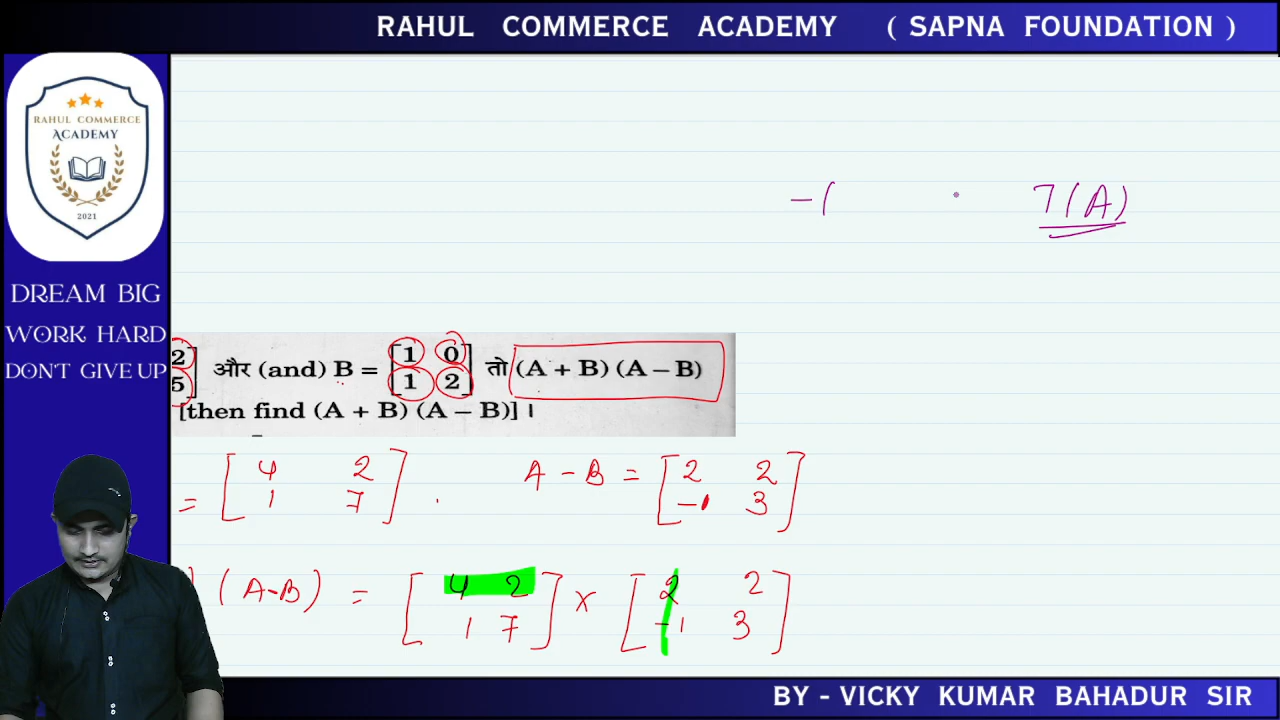 RAHUL COMMERCE ACADEMY ( SAPNA FOUNDATION )
RAHUL COMMERCE
ACADEMY
2021
DREAM BIG
WORK HARD
DON'T GIVE UP
-( 7(A)
2] और (and) B = [1 0 तो (A + B) (A – B)
5] 1 2]
[then find (A + B) (A – B)] ।
= [4 2 A - B = [2 2
1 7] -1 3]
(A-B) = [4 2 × [2 2
1 7] -1 3]
BY - VICKY KUMAR BAHADUR SIR